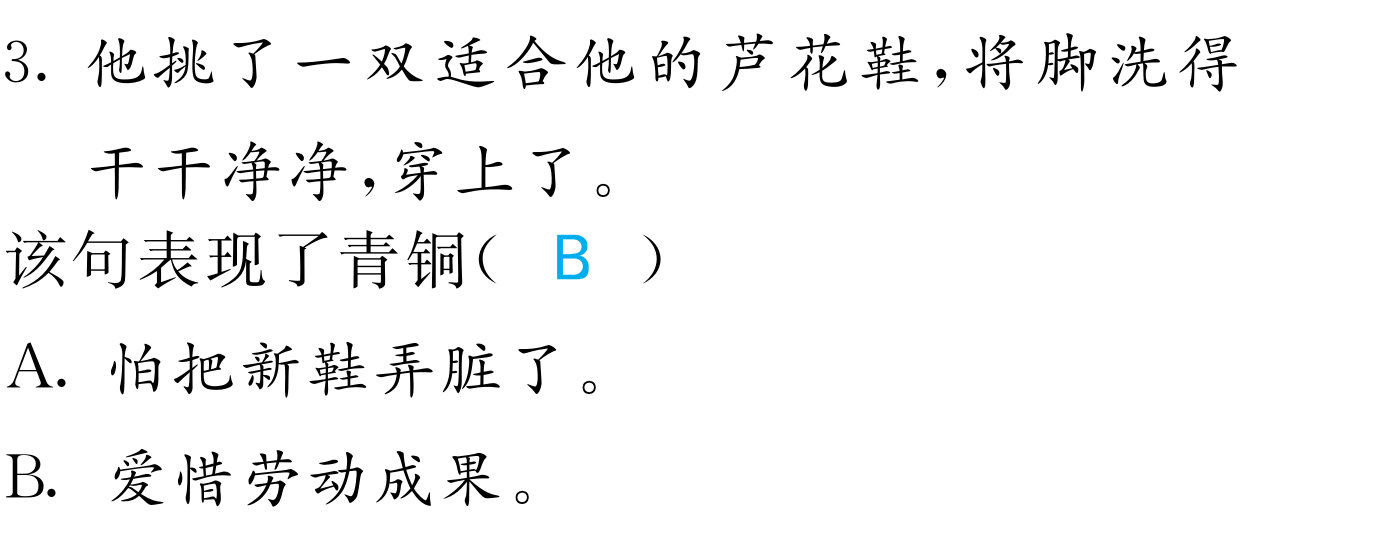 3. 他挑了一双适合他的芦花鞋,将脚洗得
干干净净,穿上了。
该句表现了青铜( B )
A. 怕把新鞋弄脏了。
B. 爱惜劳动成果。